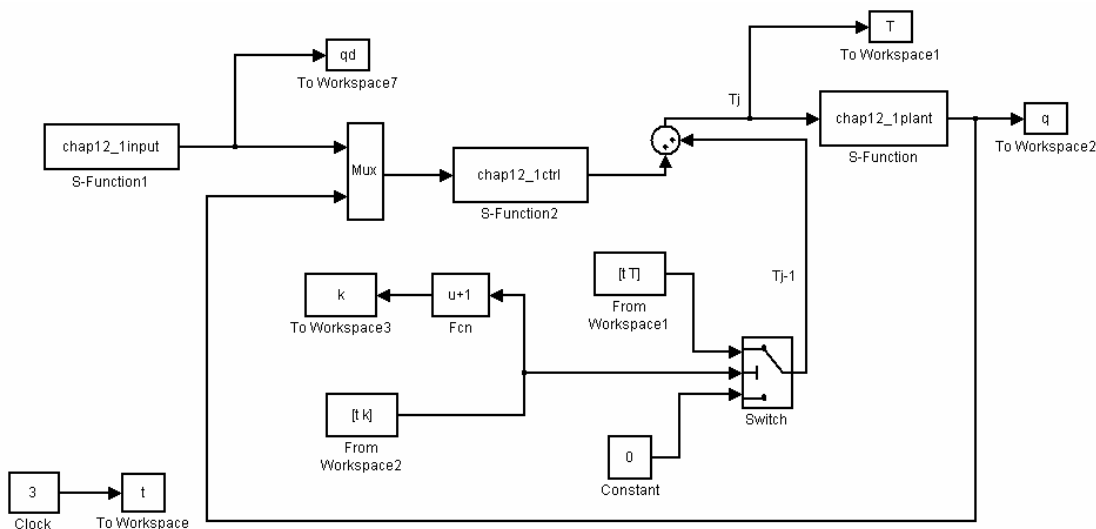 T
To Workspace1
qd
To Workspace7
Tj
chap12_1input
S-Function1
Mux
chap12_1ctrl
S-Function2
chap12_1plant
S-Function
q
To Workspace2
k
To Workspace3
u+1
Fcn
[t T]
From
Workspace1
Tj-1
[t k]
From
Workspace2
Switch
0
Constant
3
Clock
t
To Workspace